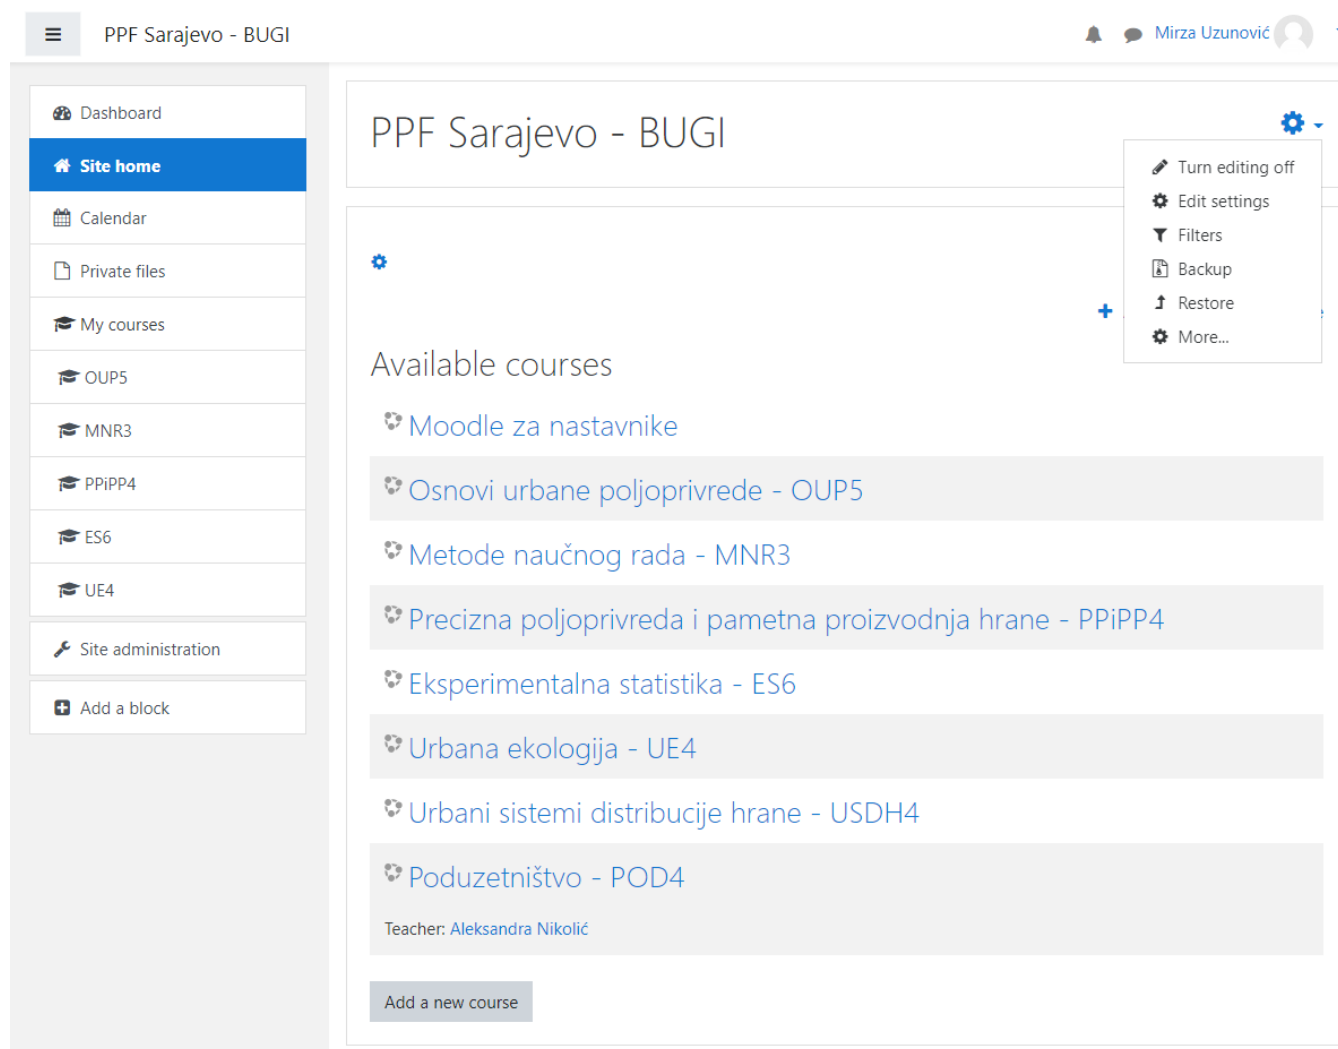 PPF Sarajevo - BUGI
Mirza Uzunović
Dashboard
Site home
Calendar
Private files
My courses
OUP5
MNR3
PPiPP4
ES6
UE4
Site administration
Add a block
PPF Sarajevo - BUGI
Turn editing off
Edit settings
Filters
Backup
Restore
More...
Available courses
Moodle za nastavnike
Osnovi urbane poljoprivrede - OUP5
Metode naučnog rada - MNR3
Precizna poljoprivreda i pametna proizvodnja hrane - PPiPP4
Eksperimentalna statistika - ES6
Urbana ekologija - UE4
Urbani sistemi distribucije hrane - USDH4
Poduzetništvo - POD4
Teacher: Aleksandra Nikolić
Add a new course